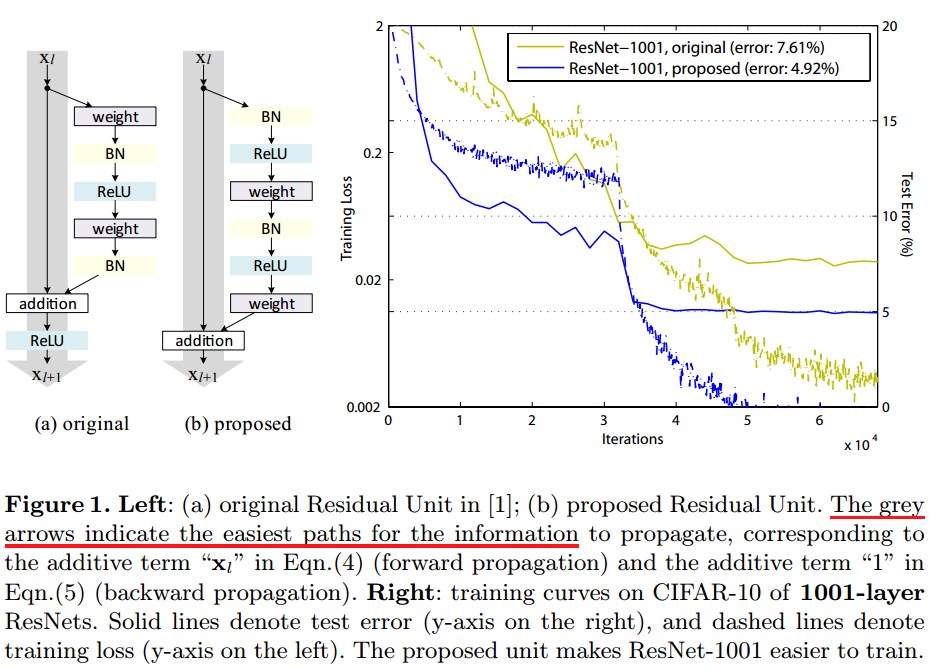 xl
weight
BN
ReLU
weight
BN
addition
ReLU
xl+1
(a) original
xl
BN
ReLU
weight
BN
ReLU
weight
addition
xl+1
(b) proposed
ResNet−1001, original (error: 7.61%)
ResNet−1001, proposed (error: 4.92%)
Training Loss
2
0.2
0.02
0.002
20
15
10
5
0
Test Error (%)
0 1 2 3 4 5 6
Iterations
x 10^4
Figure 1. Left: (a) original Residual Unit in [1]; (b) proposed Residual Unit. The grey
arrows indicate the easiest paths for the information to propagate, corresponding to
the additive term “xl” in Eqn.(4) (forward propagation) and the additive term “1” in
Eqn.(5) (backward propagation). Right: training curves on CIFAR-10 of 1001-layer
ResNets. Solid lines denote test error (y-axis on the right), and dashed lines denote
training loss (y-axis on the left). The proposed unit makes ResNet-1001 easier to train.